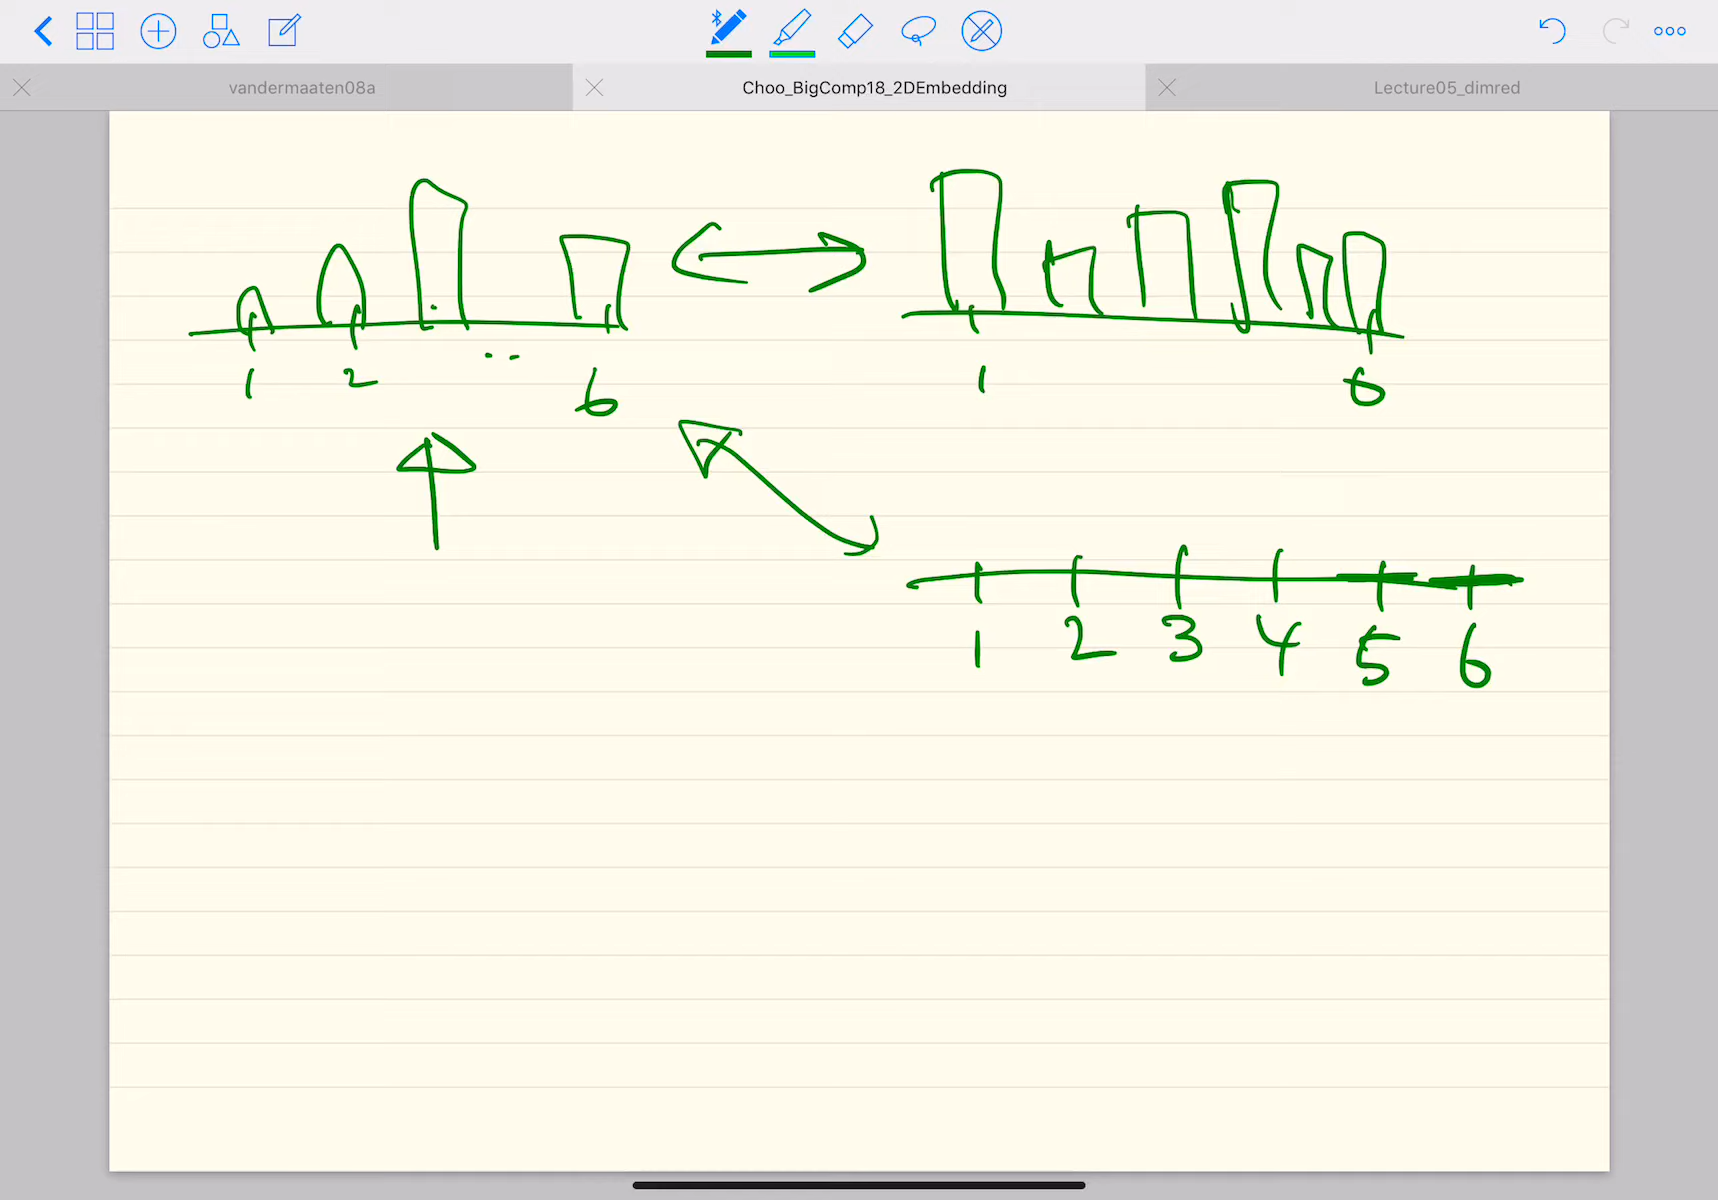 vandermaaten08a
Choo_BigComp18_2DEmbedding
Lecture05_dimred
1 2 .. 6
1 6
1 2 3 4 5 6